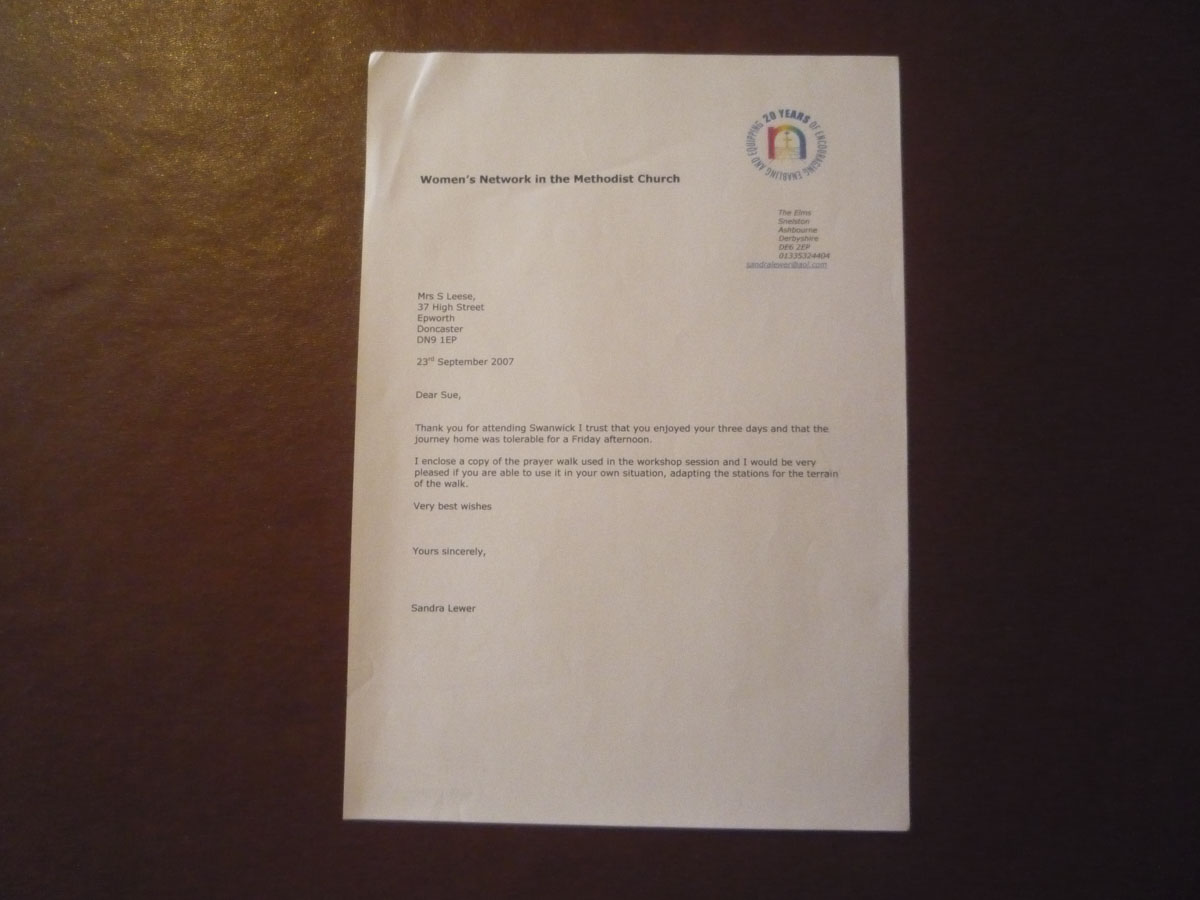 20 YEARS OF ENCOURAGING ENABLING AND EQUIPPING
Women's Network in the Methodist Church
The Elms
Snelston
Ashbourne
Derbyshire
DE6 2EP
01335324404
sandralewer@aol.com
Mrs S Leese,
37 High Street
Epworth
Doncaster
DN9 1EP
23rd September 2007
Dear Sue,
Thank you for attending Swanwick I trust that you enjoyed your three days and that the
journey home was tolerable for a Friday afternoon.
I enclose a copy of the prayer walk used in the workshop session and I would be very
pleased if you are able to use it in your own situation, adapting the stations for the terrain
of the walk.
Very best wishes
Yours sincerely,
Sandra Lewer